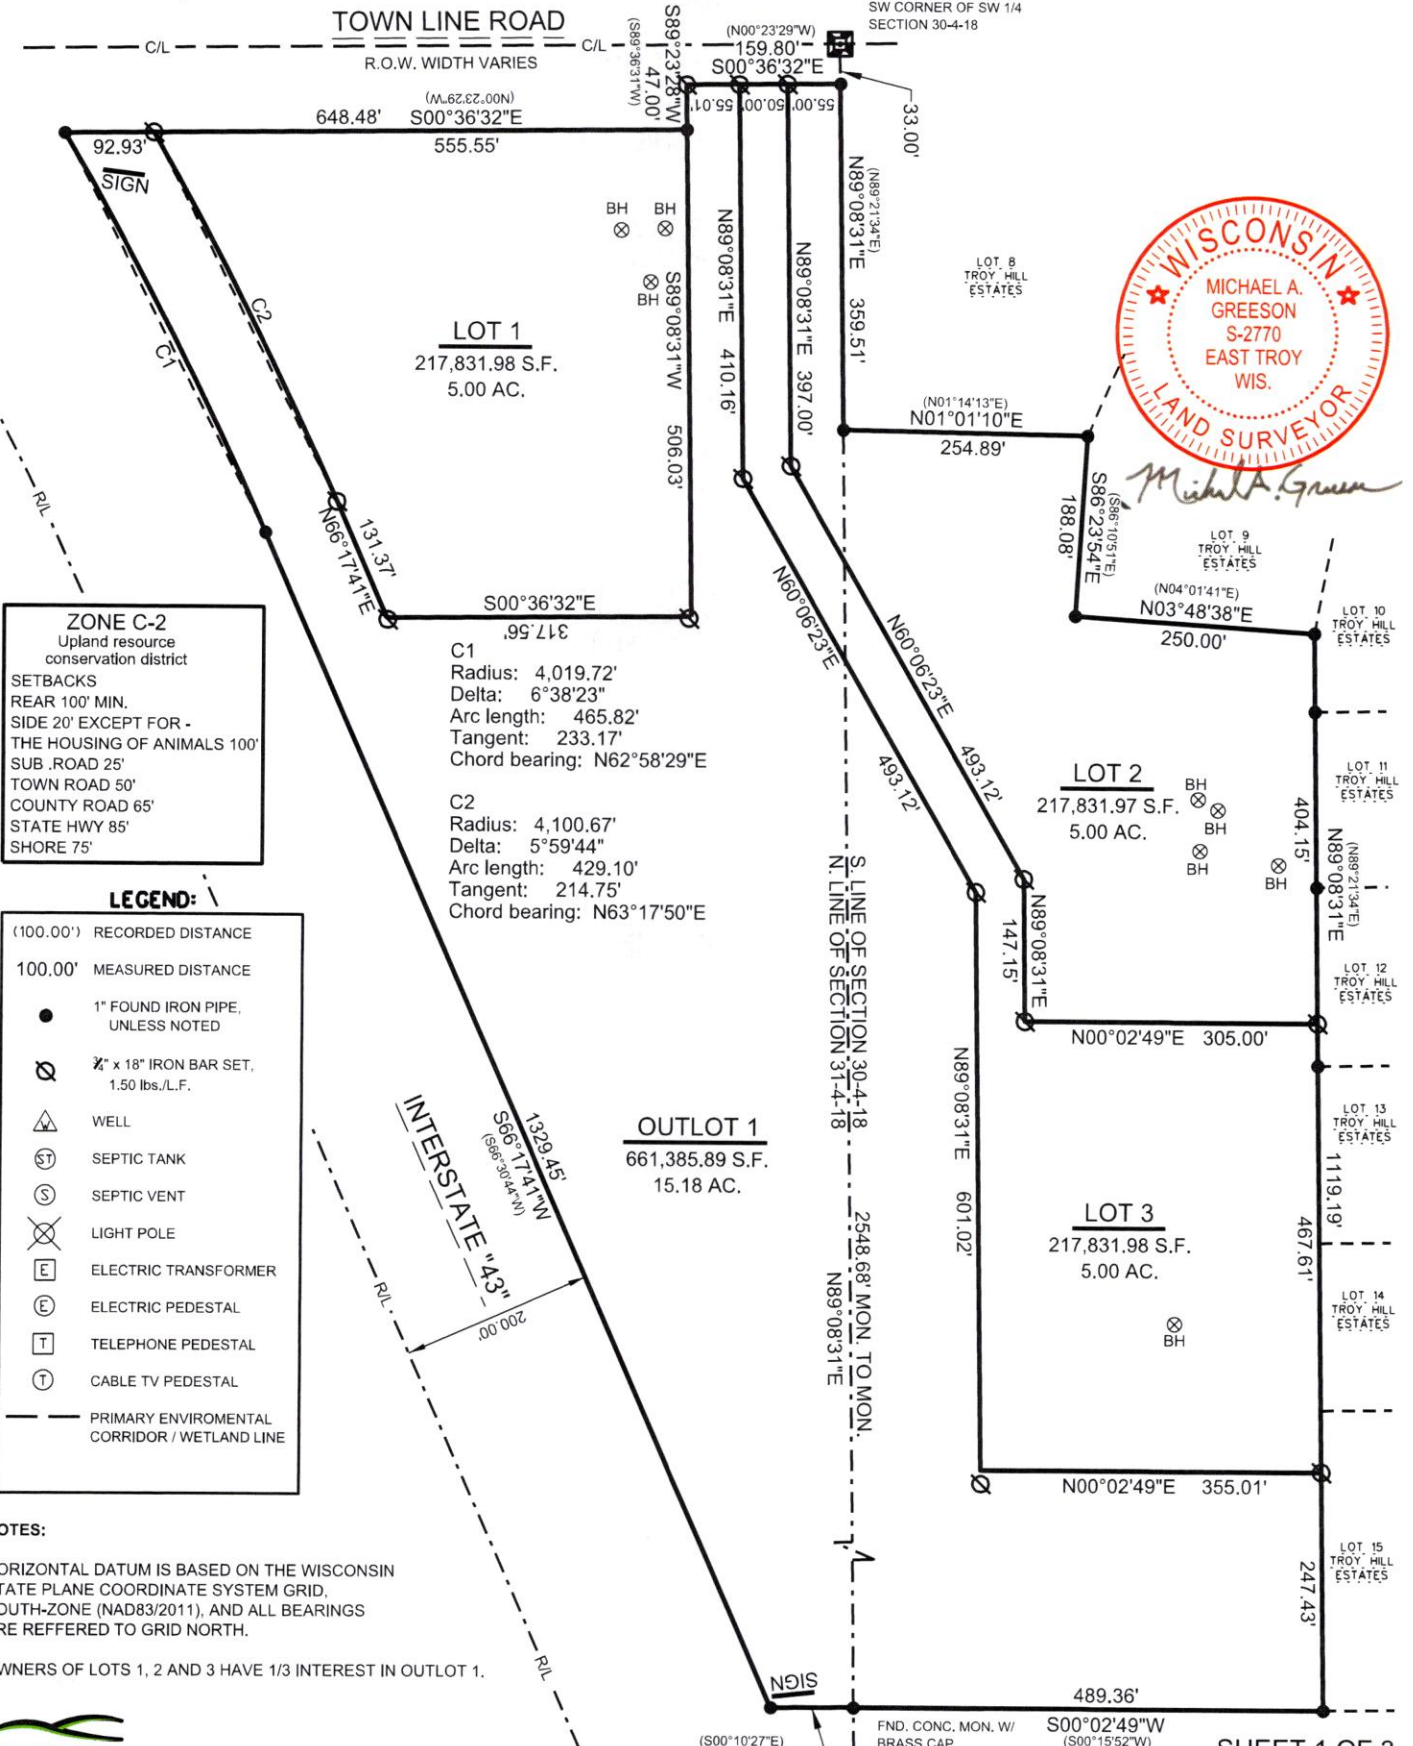 SW CORNER OF SW 1/4
SECTION 30-4-18
TOWN LINE ROAD
C/L
C/L
R.O.W. WIDTH VARIES
S89°23'28"W
(S89°36'31"W)
47.00'
(N00°23'29"W)
159.80'
S00°36'32"E
55.01'
50.00'
55.00'
33.00'
(N00°23'29"W)
648.48' S00°36'32"E
92.93'
555.55'
SIGN
BH BH
BH
C2
C1
LOT 1
217,831.98 S.F.
5.00 AC.
S89°08'31"W 506.03'
N89°08'31"E 410.16'
N89°08'31"E 397.00'
(N89°21'34"E)
N89°08'31"E 359.51'
LOT 8
TROY HILL
ESTATES
WISCONSIN
MICHAEL A.
GREESON
S-2770
EAST TROY
WIS.
LAND SURVEYOR
(N01°14'13"E)
N01°01'10"E
254.89'
(S86°10'51"E)
S86°23'54"E
188.08'
LOT 9
TROY HILL
ESTATES
(N04°01'41"E)
N03°48'38"E
250.00'
LOT 10
TROY HILL
ESTATES
R/L
131.37'
N66°17'41"E
S00°36'32"E
317.56'
N60°06'23"E
493.12'
N60°06'23"E
493.12'
ZONE C-2
Upland resource
conservation district
SETBACKS
REAR 100' MIN.
SIDE 20' EXCEPT FOR -
THE HOUSING OF ANIMALS 100'
SUB .ROAD 25'
TOWN ROAD 50'
COUNTY ROAD 65'
STATE HWY 85'
SHORE 75'
C1
Radius: 4,019.72'
Delta: 6°38'23"
Arc length: 465.82'
Tangent: 233.17'
Chord bearing: N62°58'29"E
C2
Radius: 4,100.67'
Delta: 5°59'44"
Arc length: 429.10'
Tangent: 214.75'
Chord bearing: N63°17'50"E
LOT 2
217,831.97 S.F.
5.00 AC.
BH
BH
BH
BH
404.15'
(N89°21'34"E)
N89°08'31"E
LOT 11
TROY HILL
ESTATES
LOT 12
TROY HILL
ESTATES
N89°08'31"E
147.15'
N00°02'49"E 305.00'
S. LINE OF SECTION 30-4-18
N. LINE OF SECTION 31-4-18
2548.68' MON. TO MON.
N89°08'31"E
LEGEND:
(100.00') RECORDED DISTANCE
100.00' MEASURED DISTANCE
1" FOUND IRON PIPE,
UNLESS NOTED
¾" x 18" IRON BAR SET,
1.50 lbs./L.F.
W WELL
ST SEPTIC TANK
S SEPTIC VENT
LIGHT POLE
E ELECTRIC TRANSFORMER
E ELECTRIC PEDESTAL
T TELEPHONE PEDESTAL
T CABLE TV PEDESTAL
PRIMARY ENVIROMENTAL
CORRIDOR / WETLAND LINE
INTERSTATE "43"
200.00'
R/L
1329.45'
S66°17'41"W
(S66°30'44"W)
OUTLOT 1
661,385.89 S.F.
15.18 AC.
N89°08'31"E 601.02'
LOT 3
217,831.98 S.F.
5.00 AC.
BH
1119.19'
467.61'
LOT 13
TROY HILL
ESTATES
LOT 14
TROY HILL
ESTATES
N00°02'49"E 355.01'
LOT 15
TROY HILL
ESTATES
247.43'
OTES:
ORIZONTAL DATUM IS BASED ON THE WISCONSIN
TATE PLANE COORDINATE SYSTEM GRID,
OUTH-ZONE (NAD83/2011), AND ALL BEARINGS
RE REFFERED TO GRID NORTH.
WNERS OF LOTS 1, 2 AND 3 HAVE 1/3 INTEREST IN OUTLOT 1.
R/L
SIGN
489.36'
S00°02'49"W
(S00°15'52"W)
(S00°10'27"E)
FND. CONC. MON. W/
BRASS CAP